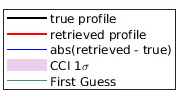 true profile
retrieved profile
abs(retrieved - true)
CCI 1σ
First Guess